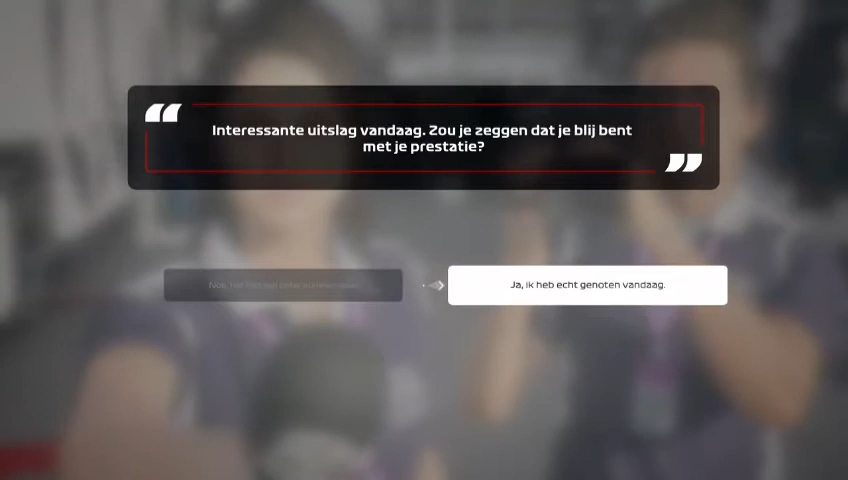 Interessante uitslag vandaag. Zou je zeggen dat je blij bent
met je prestatie?
Ja, ik heb echt genoten vandaag.